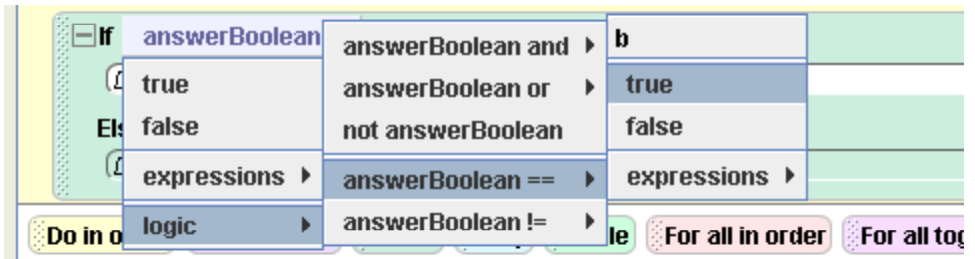 If answerBoolean
true
false
expressions
logic
answerBoolean and
answerBoolean or
not answerBoolean
answerBoolean ==
answerBoolean !=
b
true
false
expressions
Do in o
le
For all in order
For all tog